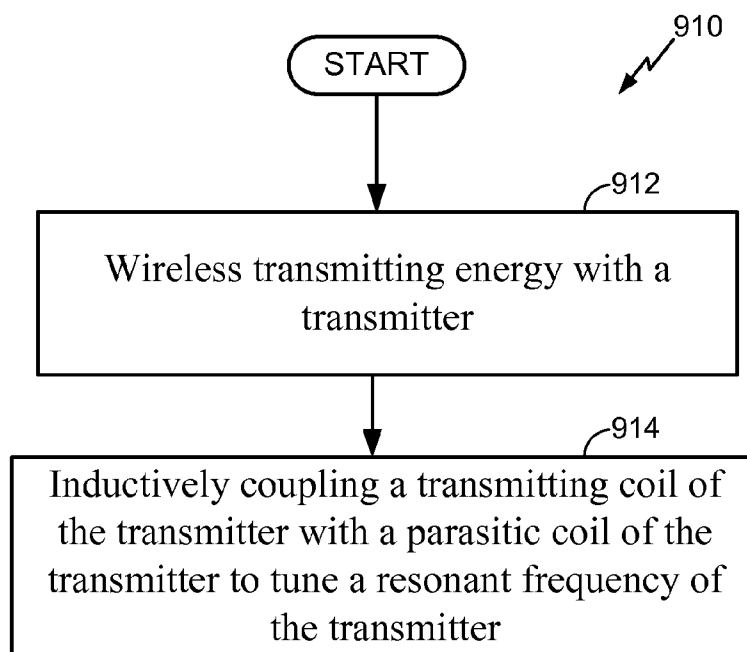 START
910
912
Wireless transmitting energy with a
transmitter
914
Inductively coupling a transmitting coil of
the transmitter with a parasitic coil of the
transmitter to tune a resonant frequency of
the transmitter